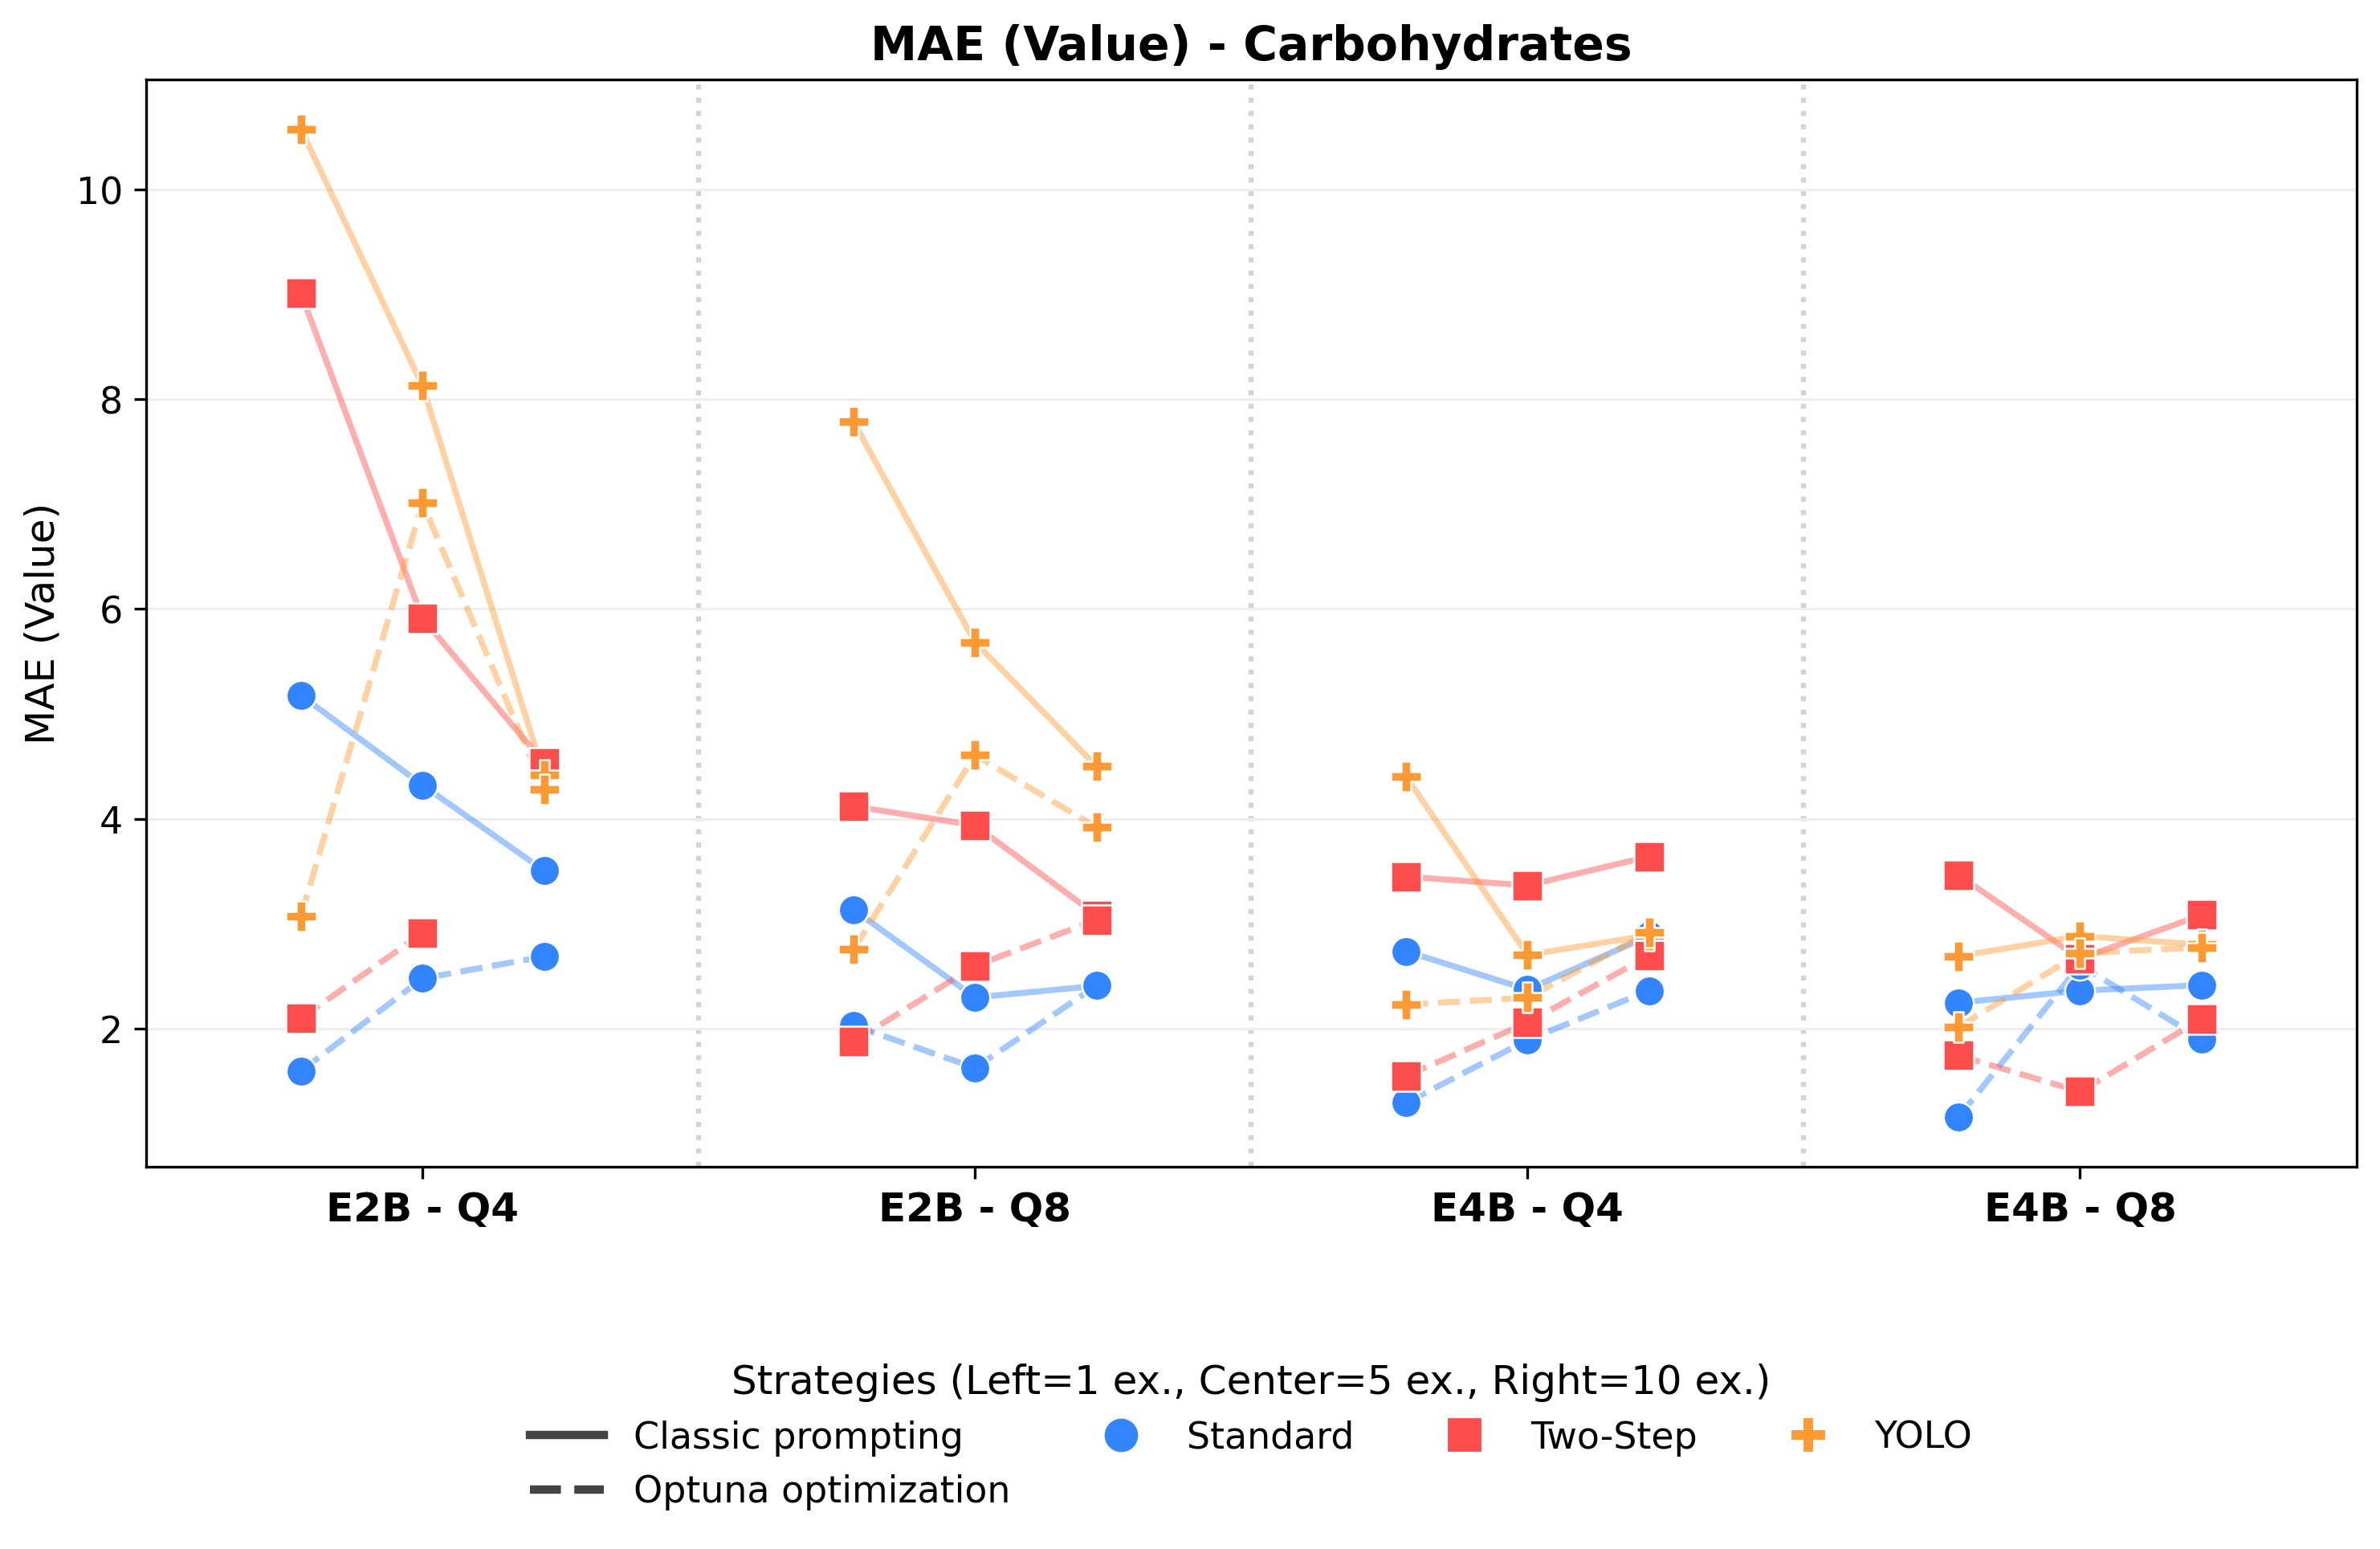 MAE (Value) - Carbohydrates
MAE (Value)
10
8
6
4
2
E2B - Q4
E2B - Q8
E4B - Q4
E4B - Q8
Strategies (Left=1 ex., Center=5 ex., Right=10 ex.)
Classic prompting
Optuna optimization
Standard
Two-Step
YOLO